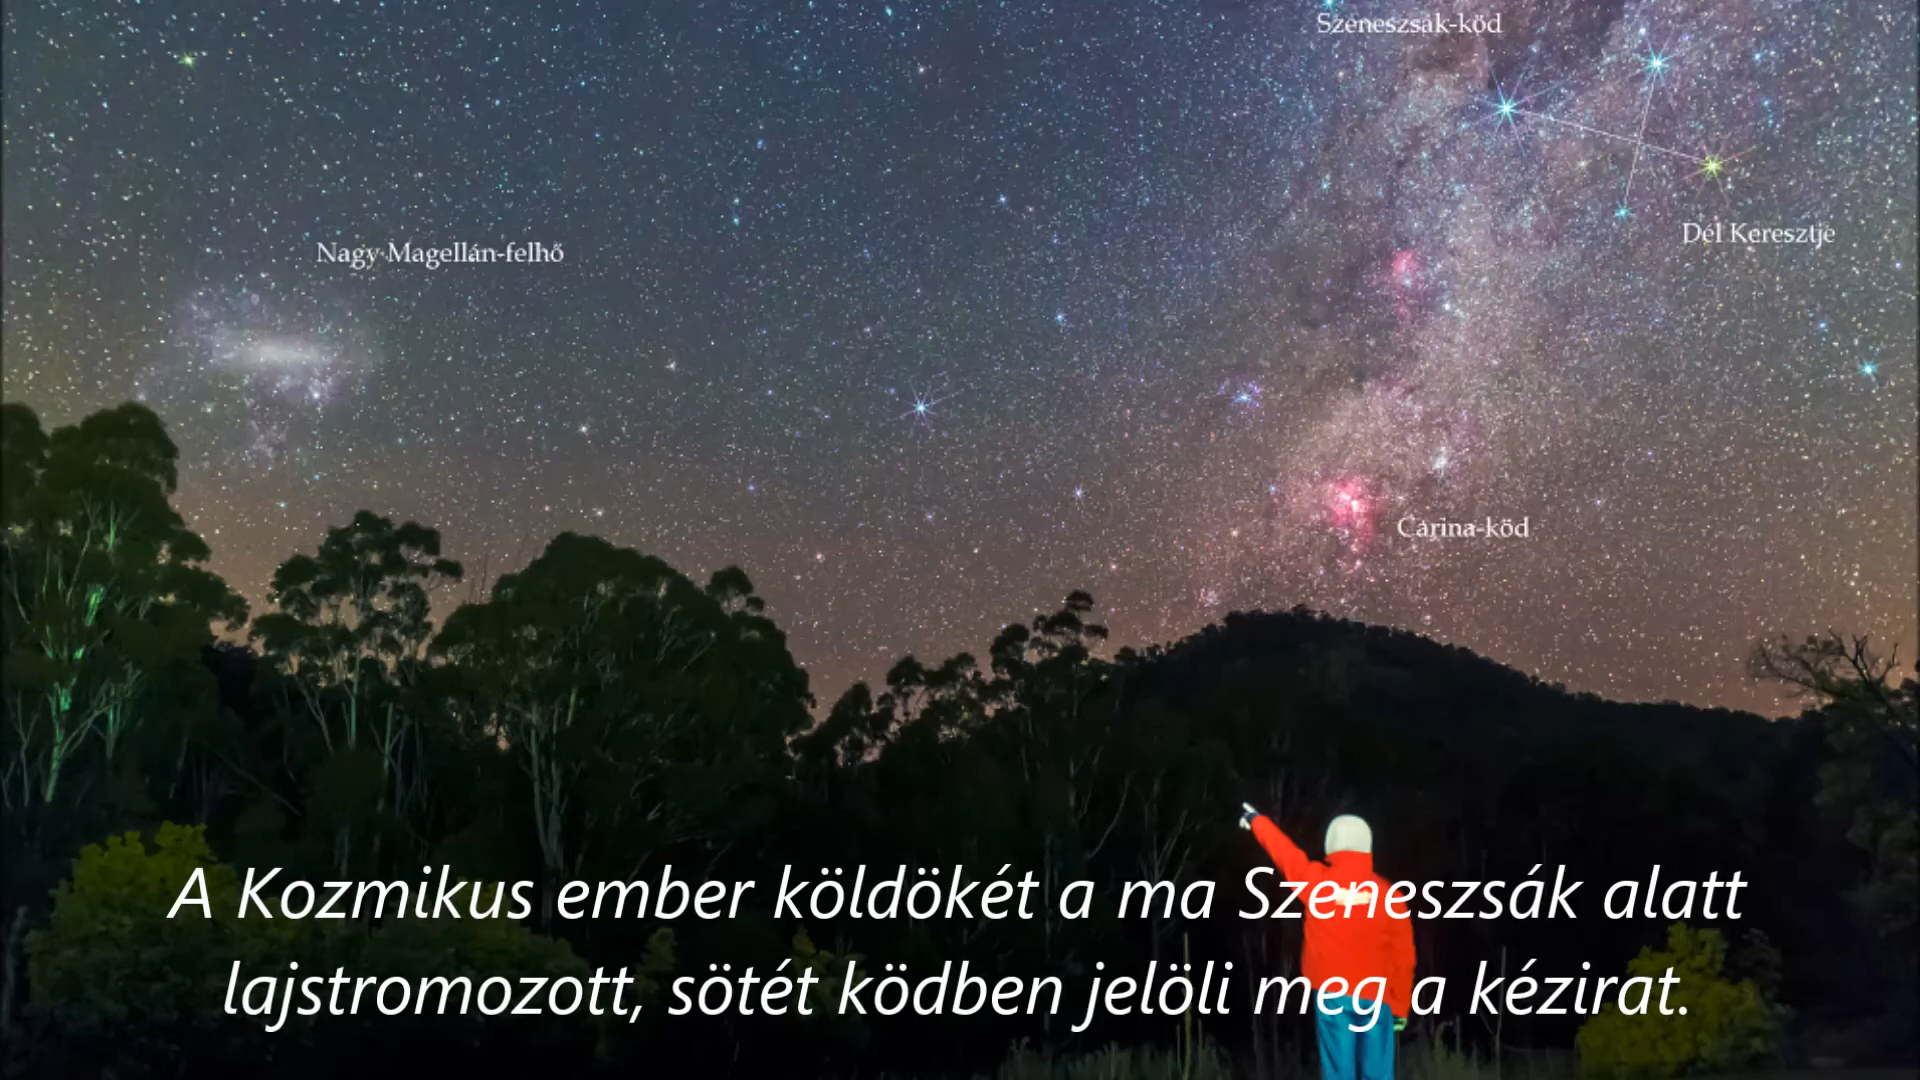 Szeneszsák-köd
Dél Keresztje
Nagy Magellán-felhő
Carina-köd
A Kozmikus ember köldökét a ma Szeneszsák alatt
lajstromozott, sötét ködben jelöli meg a kézirat.